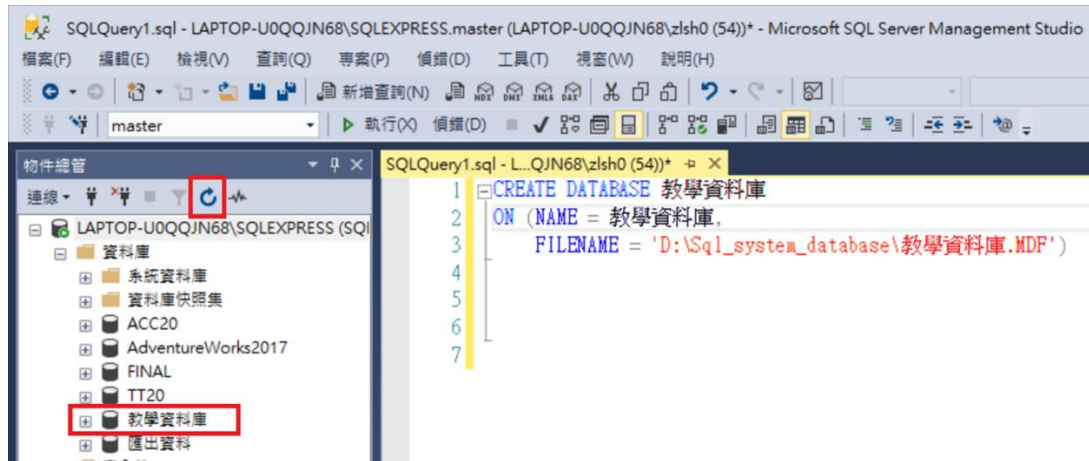 SQLQuery1.sql - LAPTOP-U0QQJN68\SQLEXPRESS.master (LAPTOP-U0QQJN68\zlsh0 (54))* - Microsoft SQL Server Management Studio
檔案(F) 編輯(E) 檢視(V) 查詢(Q) 專案(P) 偵錯(D) 工具(T) 視窗(W) 說明(H)
新增查詢(N) MDX DMX XMLA DAX
master 執行(X) 偵錯(D)
物件總管
連線
LAPTOP-U0QQJN68\SQLEXPRESS (SQ
資料庫
系統資料庫
資料庫快照集
ACC20
AdventureWorks2017
FINAL
TT20
教學資料庫
匯出資料
SQLQuery1.sql - L...QJN68\zlsh0 (54))*
1 CREATE DATABASE 教學資料庫
2 ON (NAME = 教學資料庫,
3 FILENAME = 'D:\Sql_system_database\教學資料庫.MDF')
4
5
6
7